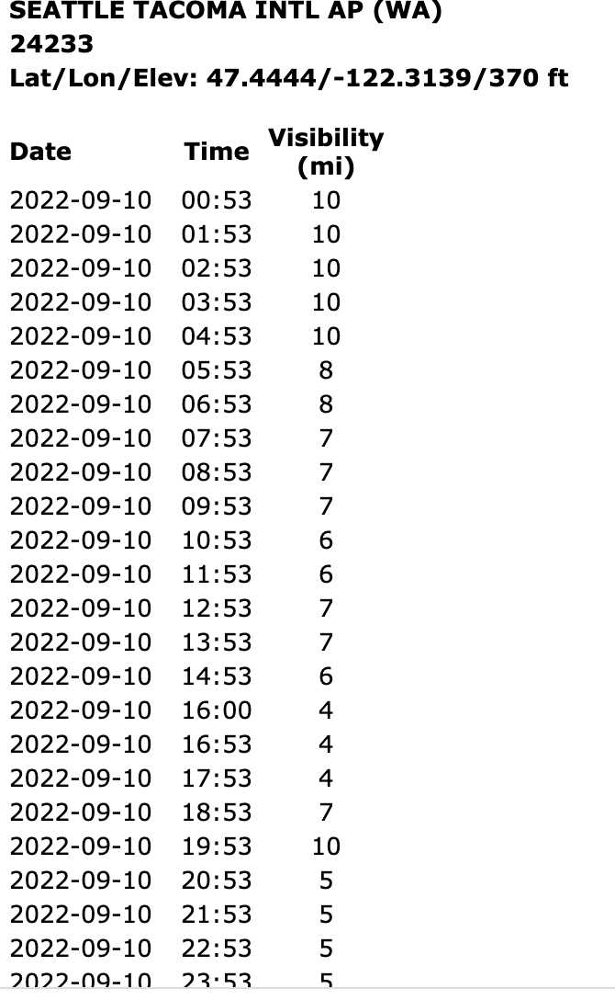 SEATTLE TACOMA INTL AP (WA)
24233
Lat/Lon/Elev: 47.4444/-122.3139/370 ft
Date Time Visibility (mi)
2022-09-10 00:53 10
2022-09-10 01:53 10
2022-09-10 02:53 10
2022-09-10 03:53 10
2022-09-10 04:53 10
2022-09-10 05:53 8
2022-09-10 06:53 8
2022-09-10 07:53 7
2022-09-10 08:53 7
2022-09-10 09:53 7
2022-09-10 10:53 6
2022-09-10 11:53 6
2022-09-10 12:53 7
2022-09-10 13:53 7
2022-09-10 14:53 6
2022-09-10 16:00 4
2022-09-10 16:53 4
2022-09-10 17:53 4
2022-09-10 18:53 7
2022-09-10 19:53 10
2022-09-10 20:53 5
2022-09-10 21:53 5
2022-09-10 22:53 5
2022-09-10 23:53 5